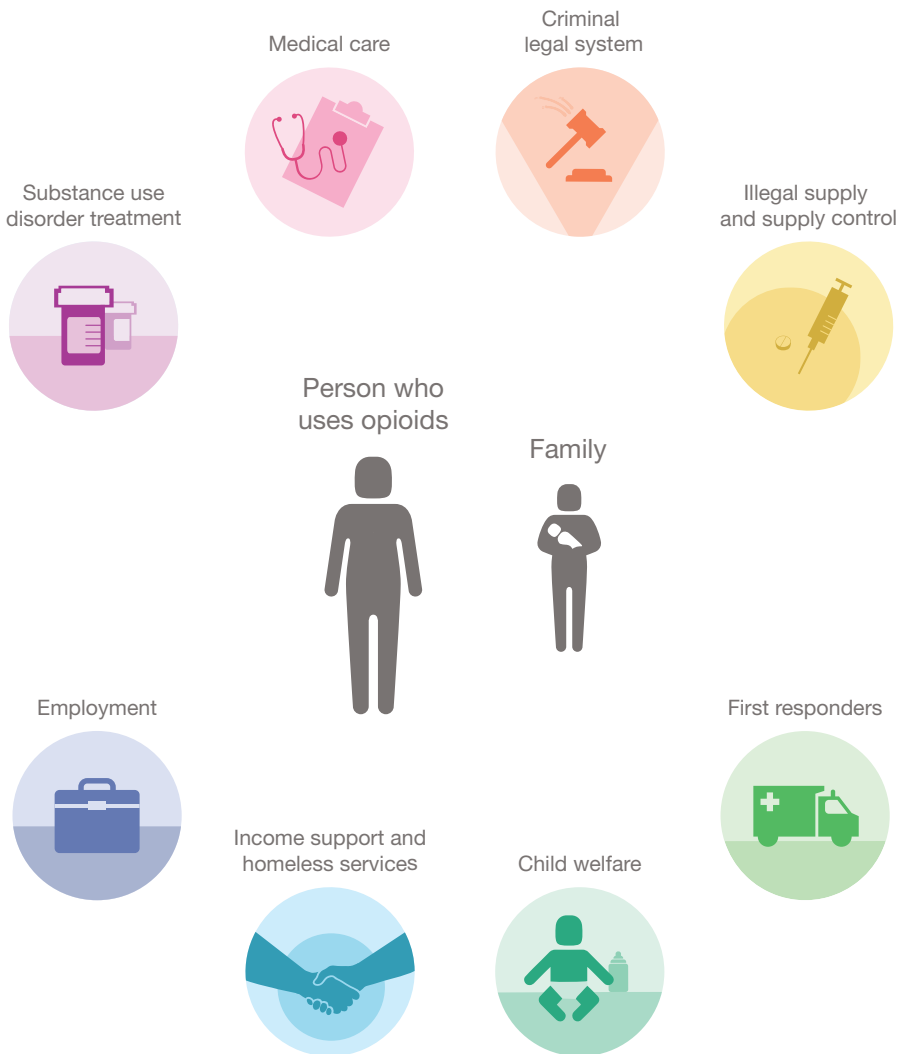 Medical care
Criminal
legal system
Substance use
disorder treatment
Illegal supply
and supply control
Person who
uses opioids
Family
Employment
First responders
Income support and
homeless services
Child welfare